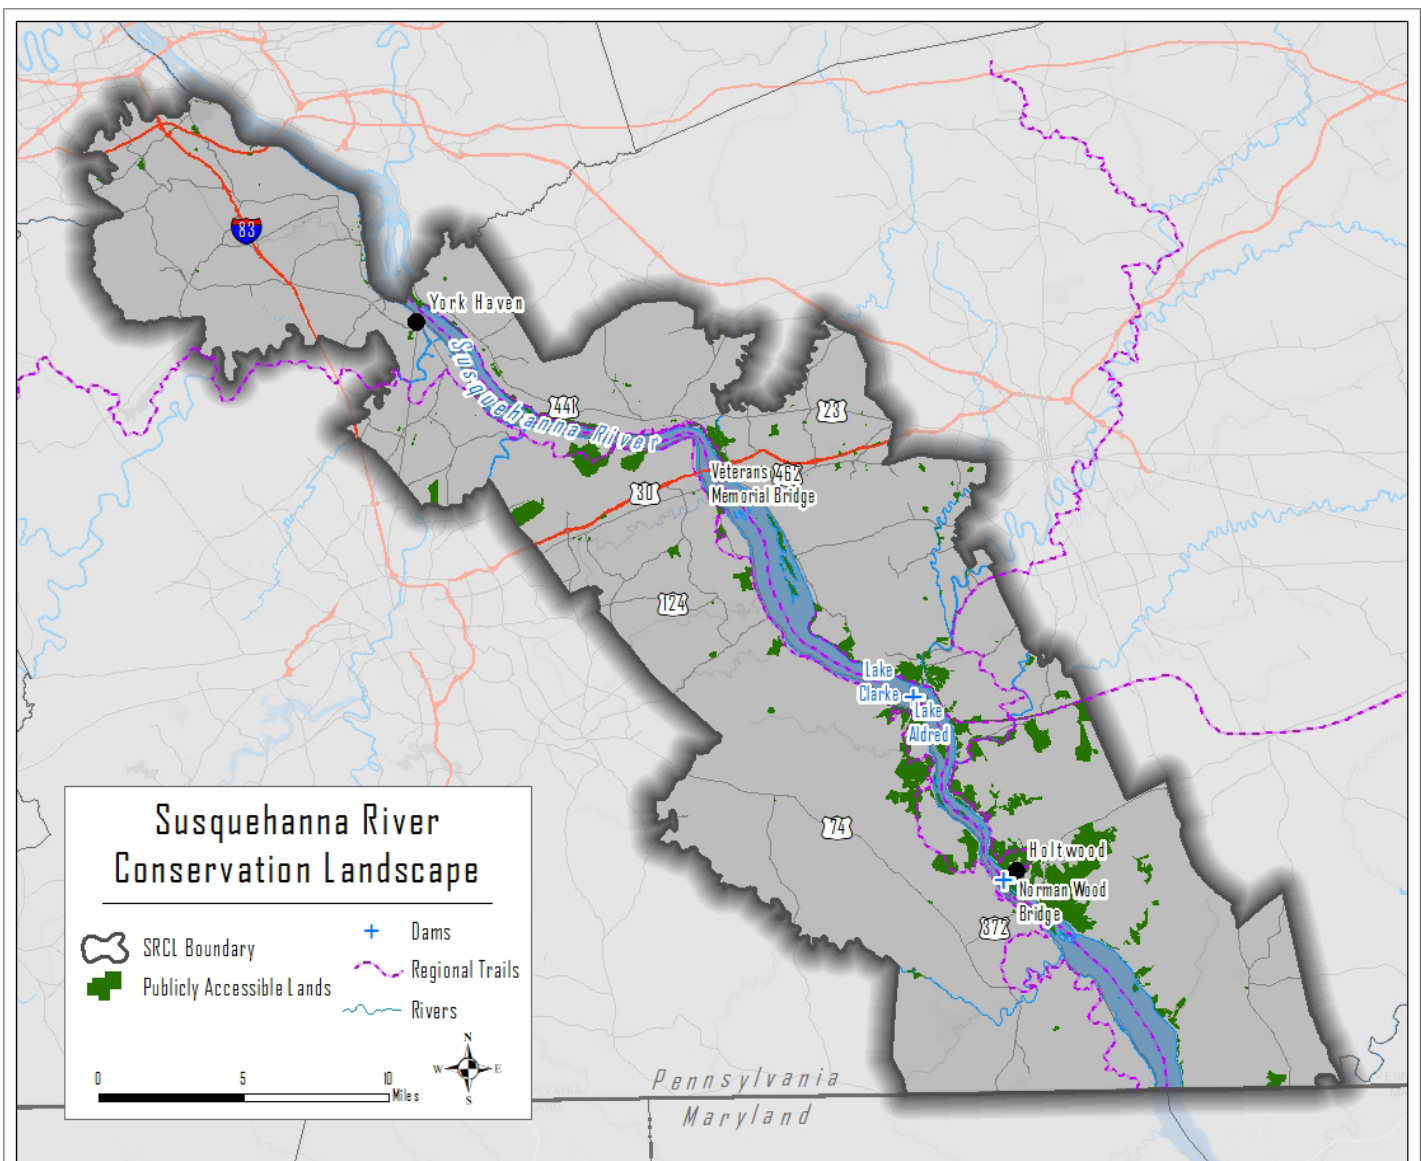 83
York Haven
Susquehanna River
441
23
Veterans
Memorial Bridge
462
30
124
Lake
Clarke
Lake
Aldred
74
Holtwood
Norman Wood
Bridge
372
Pennsylvania
Maryland
Susquehanna River
Conservation Landscape
SRCL Boundary
Publicly Accessible Lands
Dams
Regional Trails
Rivers
N
W
E
S
0
5
10
Miles